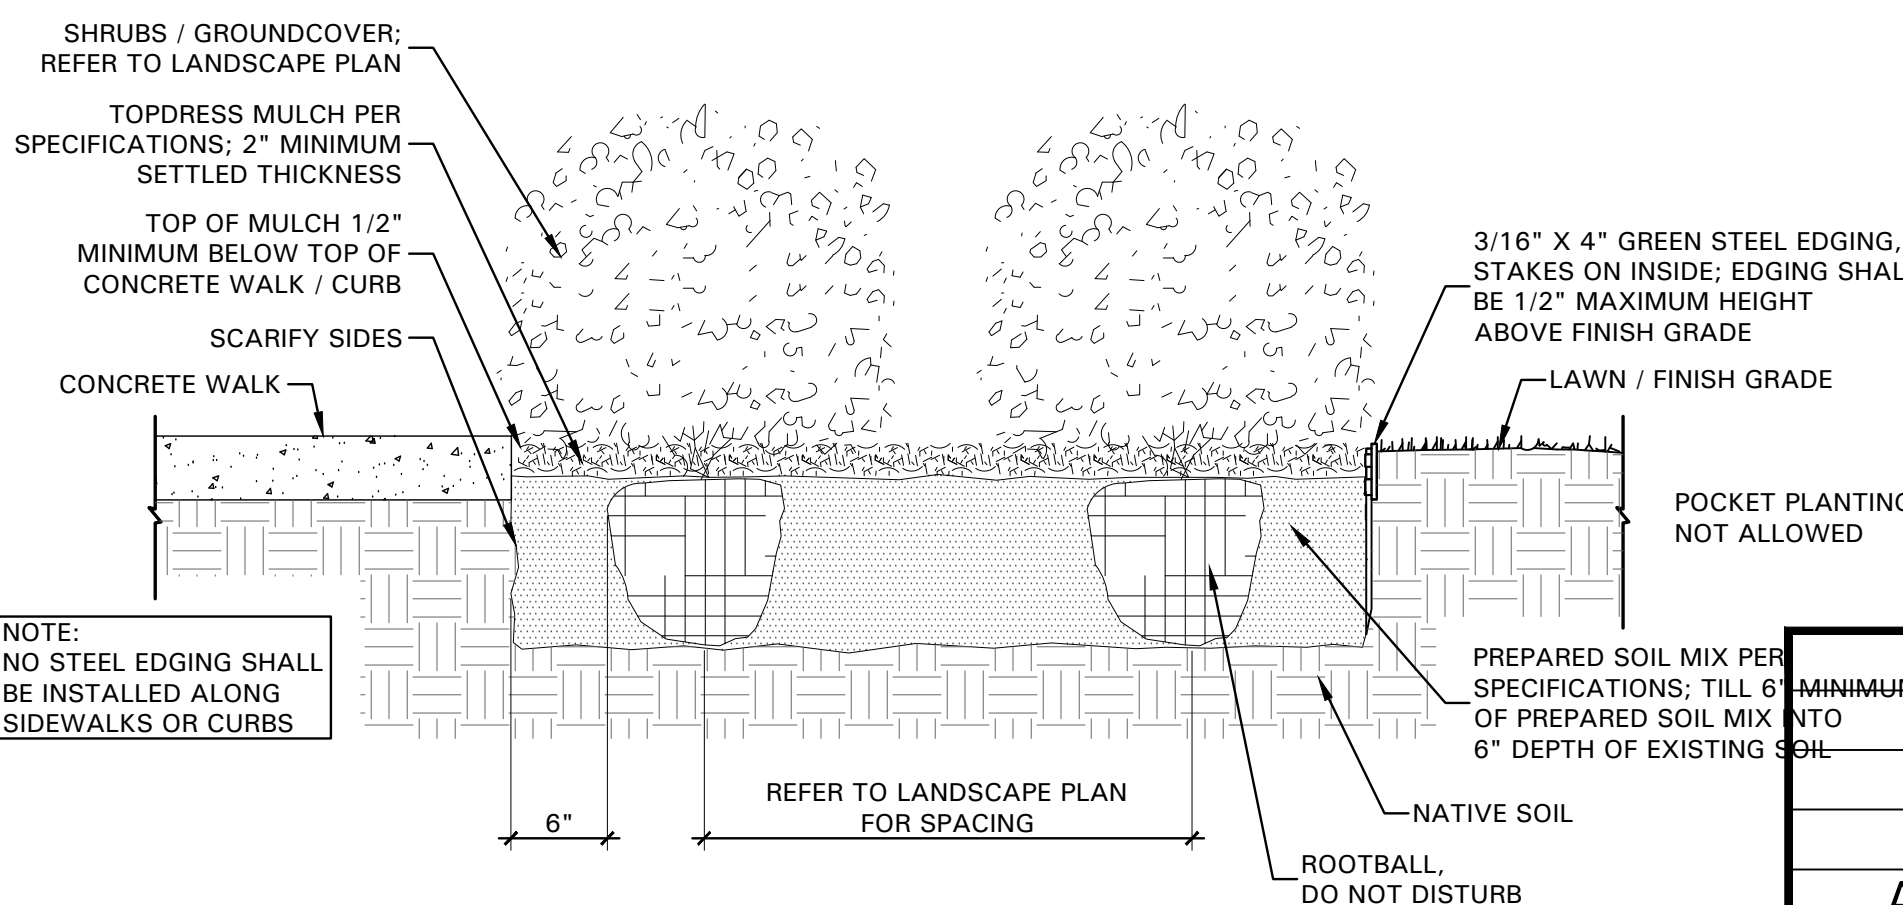 SHRUBS / GROUNDCOVER;
REFER TO LANDSCAPE PLAN
TOPDRESS MULCH PER
SPECIFICATIONS; 2" MINIMUM
SETTLED THICKNESS
TOP OF MULCH 1/2"
MINIMUM BELOW TOP OF
CONCRETE WALK / CURB
SCARIFY SIDES
CONCRETE WALK
NOTE:
NO STEEL EDGING SHALL
BE INSTALLED ALONG
SIDEWALKS OR CURBS
6"
REFER TO LANDSCAPE PLAN
FOR SPACING
3/16" X 4" GREEN STEEL EDGING,
STAKES ON INSIDE; EDGING SHAL
BE 1/2" MAXIMUM HEIGHT
ABOVE FINISH GRADE
LAWN / FINISH GRADE
POCKET PLANTING
NOT ALLOWED
PREPARED SOIL MIX PER
SPECIFICATIONS; TILL 6" MINIMUM
OF PREPARED SOIL MIX INTO
6" DEPTH OF EXISTING SOIL
NATIVE SOIL
ROOTBALL,
DO NOT DISTURB